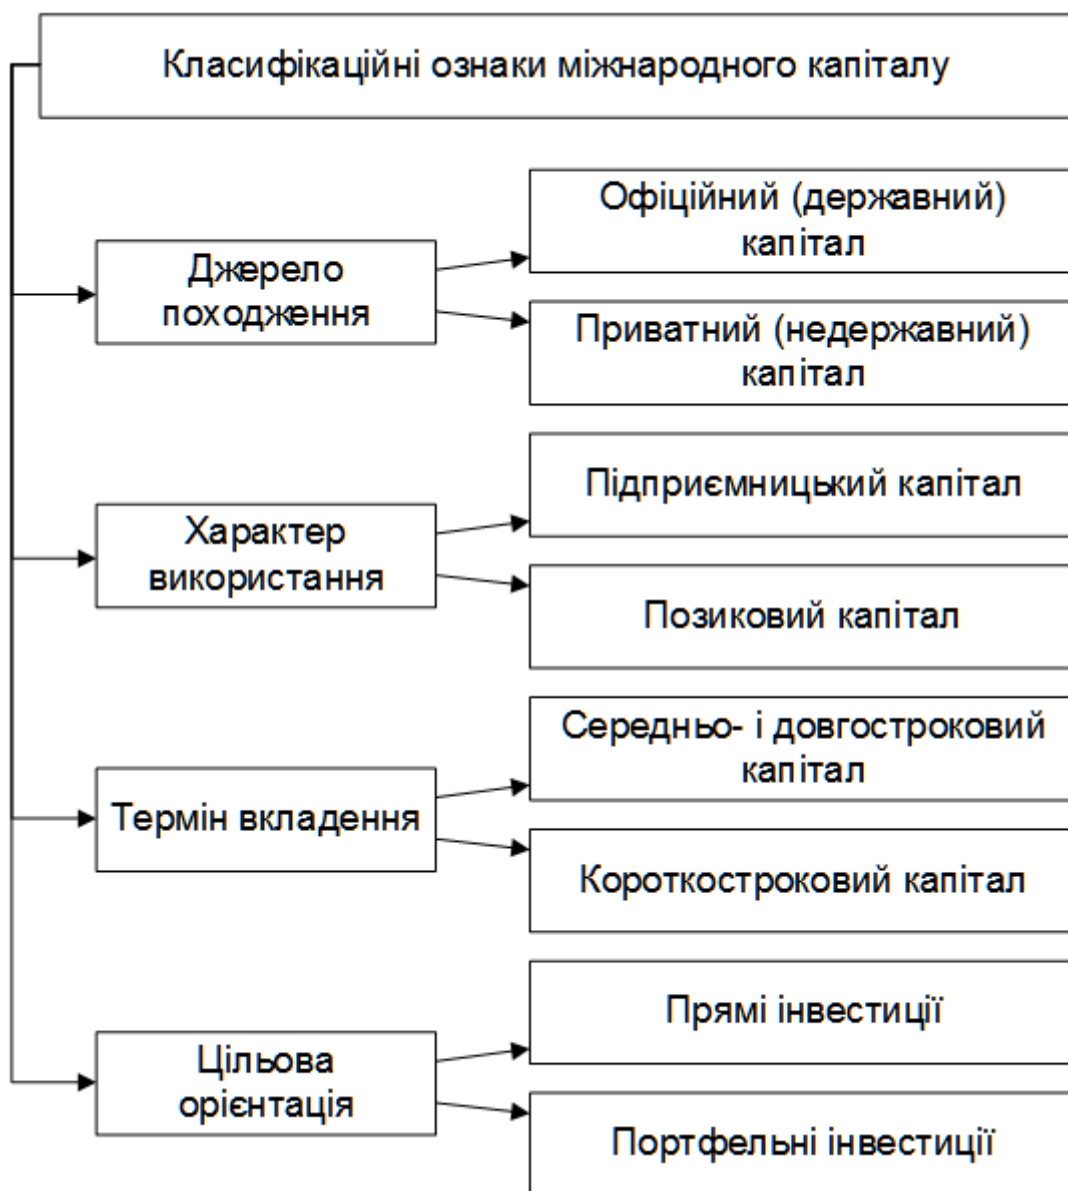 Класифікаційні ознаки міжнародного капіталу
Джерело
походження
Офіційний (державний)
капітал
Приватний (недержавний)
капітал
Характер
використання
Підприємницький капітал
Позиковий капітал
Термін вкладення
Середньо- і довгостроковий
капітал
Короткостроковий капітал
Цільова
орієнтація
Прямі інвестиції
Портфельні інвестиції